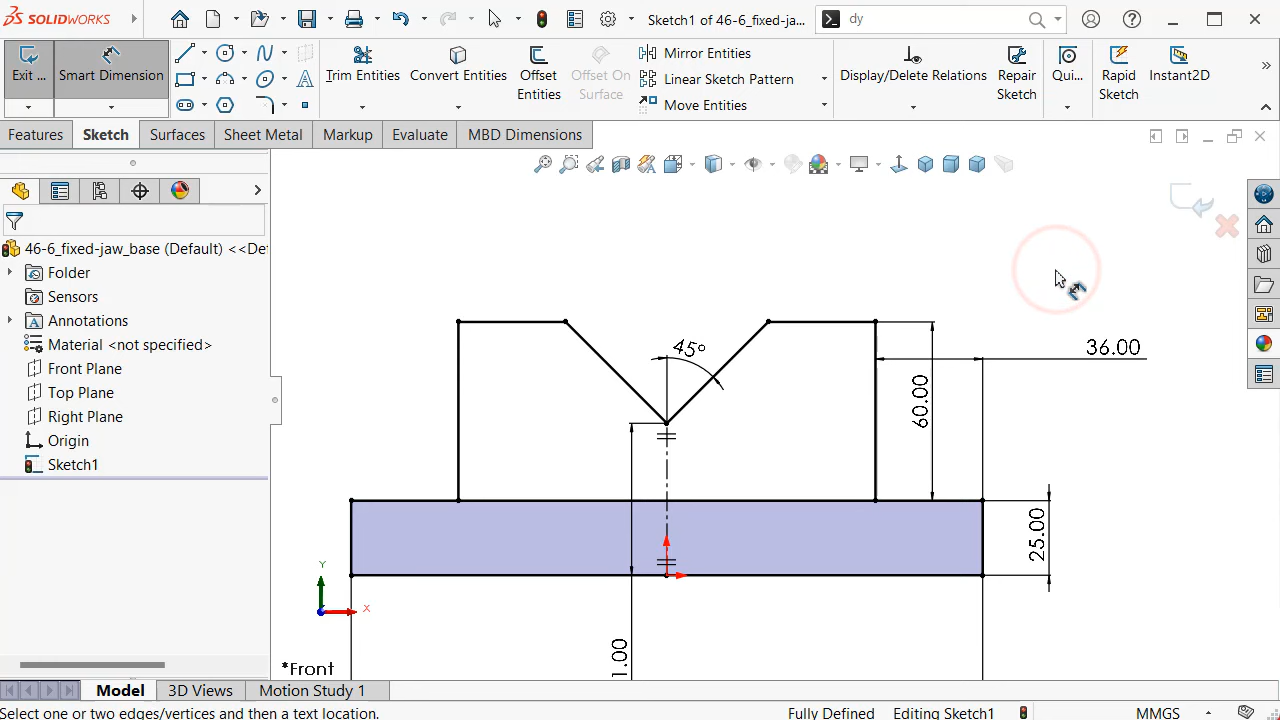 SOLIDWORKS
Sketch1 of 46-6_fixed-ja...
dy
Exit ...
Smart Dimension
Trim Entities
Convert Entities
Offset
Entities
Offset On
Surface
Mirror Entities
Linear Sketch Pattern
Move Entities
Display/Delete Relations
Repair
Sketch
Qui...
Rapid
Sketch
Instant2D
Features
Sketch
Surfaces
Sheet Metal
Markup
Evaluate
MBD Dimensions
46-6_fixed-jaw_base (Default) <<De
Folder
Sensors
Annotations
Material <not specified>
Front Plane
Top Plane
Right Plane
Origin
Sketch1
45°
36.00
60.00
25.00
1.00
Y
X
*Front
Model
3D Views
Motion Study 1
Select one or two edges/vertices and then a text location.
Fully Defined
Editing Sketch1
MMGS